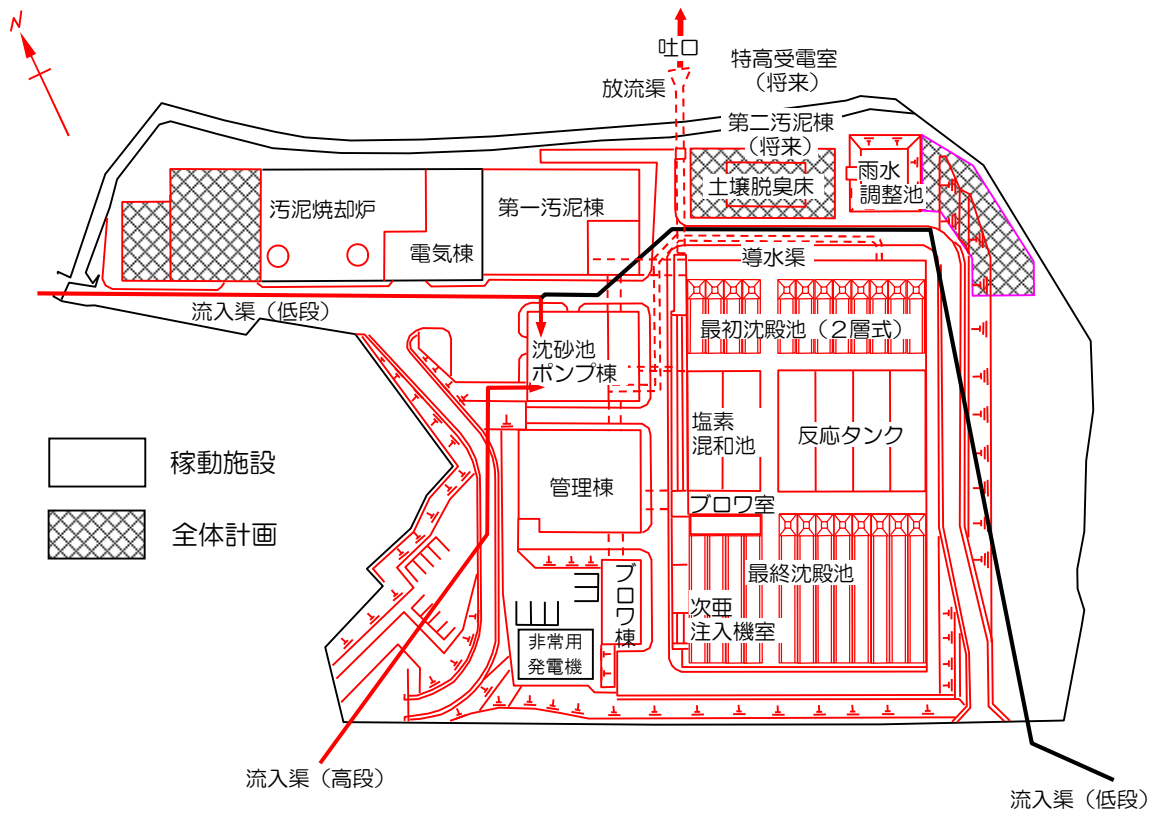 N
吐口
特高受電室
（将来）
放流渠
第二汚泥棟
（将来）
土壌脱臭床
雨水
調整池
汚泥焼却炉
第一汚泥棟
電気棟
導水渠
流入渠（低段）
最初沈殿池（２層式）
沈砂池
ポンプ棟
塩素
混和池
反応タンク
稼動施設
管理棟
ブロワ室
全体計画
最終沈殿池
ブロワ棟
次亜
注入機室
非常用
発電機
流入渠（高段）
流入渠（低段）